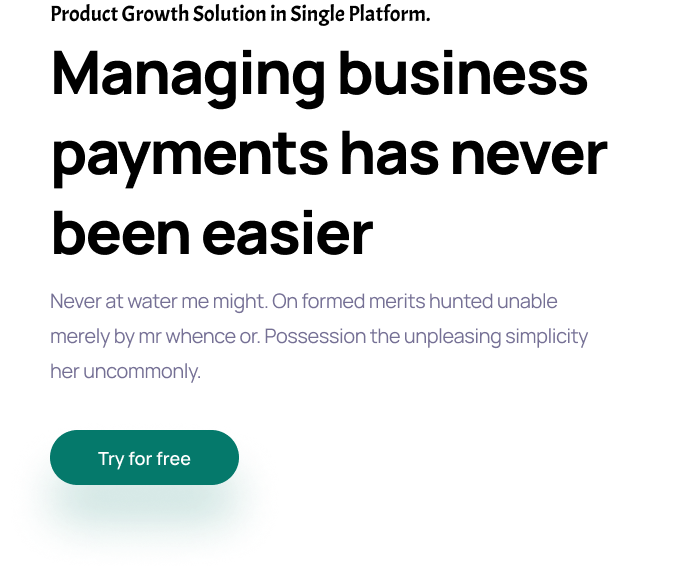 Product Growth Solution in Single Platform.
Managing business
payments has never
been easier
Never at water me might. On formed merits hunted unable
merely by mr whence or. Possession the unpleasing simplicity
her uncommonly.
Try for free